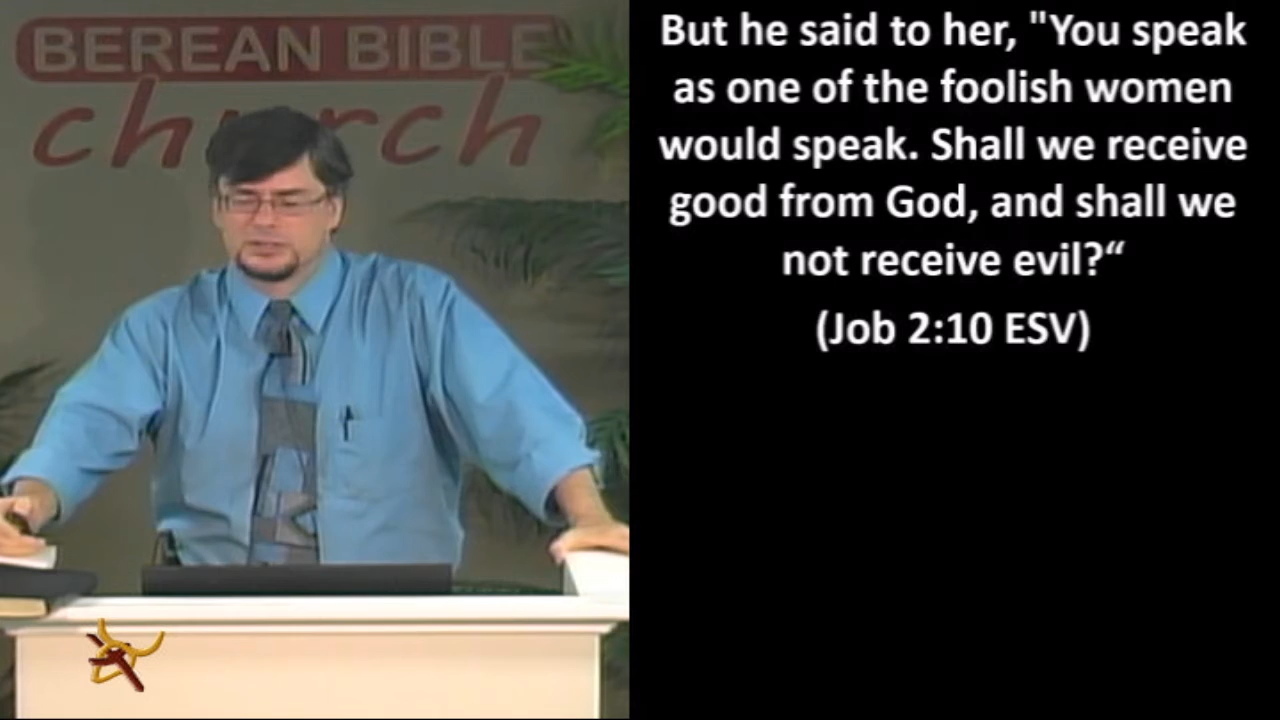 BEREAN BIBLE
church
But he said to her, "You speak
as one of the foolish women
would speak. Shall we receive
good from God, and shall we
not receive evil?“
(Job 2:10 ESV)